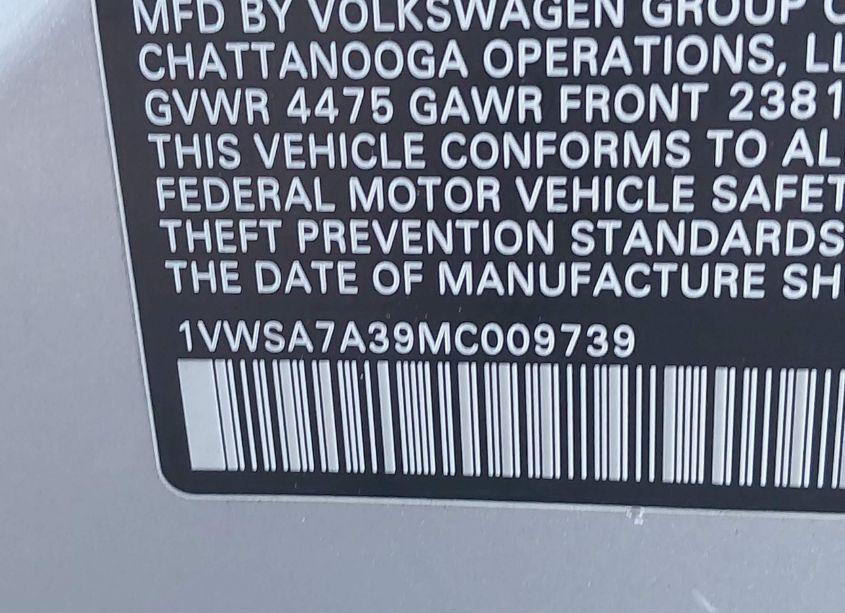 MFD BY VOLKSWAGEN GROUP
CHATTANOOGA OPERATIONS,
GVWR 4475 GAWR FRONT 2381
THIS VEHICLE CONFORMS TO
FEDERAL MOTOR VEHICLE
THEFT PREVENTION STANDARDS
THE DATE OF MANUFACTURE
1VWSA7A39MC009739